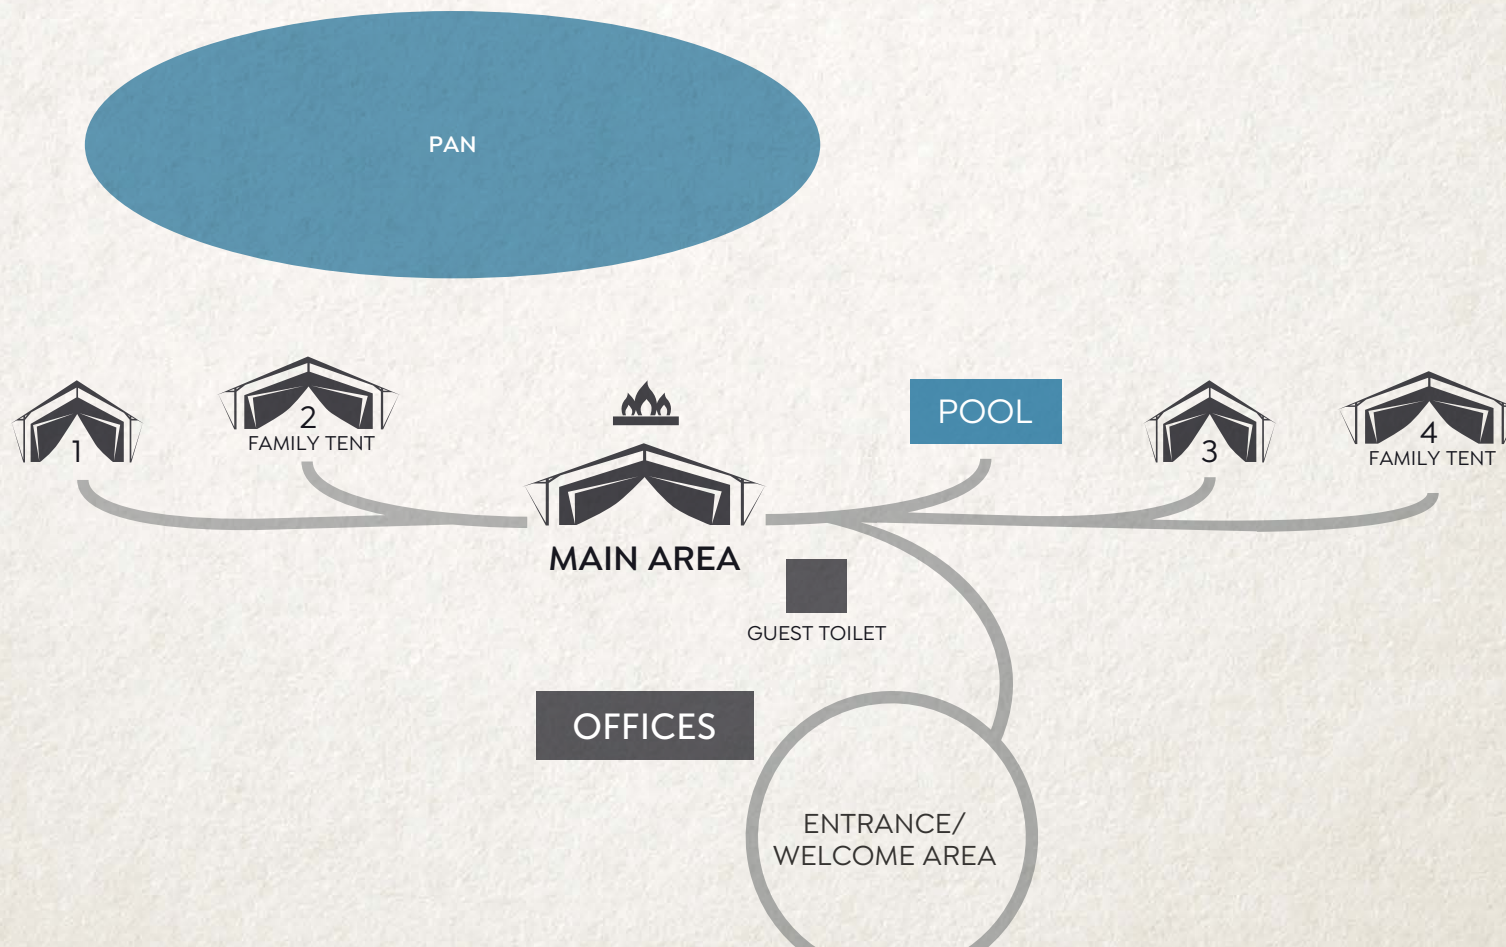 PAN
1
2
FAMILY TENT
POOL
3
4
FAMILY TENT
MAIN AREA
GUEST TOILET
OFFICES
ENTRANCE/
WELCOME AREA